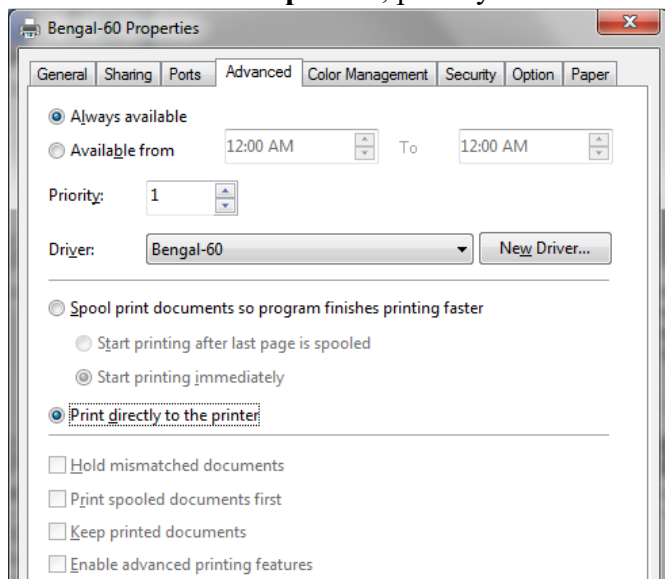 Bengal-60 Properties
General Sharing Ports Advanced Color Management Security Option Paper
Always available
Available from 12:00 AM To 12:00 AM
Priority: 1
Driver: Bengal-60 New Driver...
Spool print documents so program finishes printing faster
Start printing after last page is spooled
Start printing immediately
Print directly to the printer
Hold mismatched documents
Print spooled documents first
Keep printed documents
Enable advanced printing features